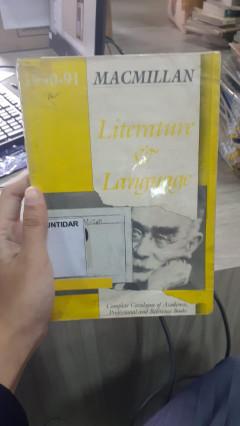 1990-91 MACMILLAN
Literature
&
Language
UNTIDAR
Complete Catalogue of Academic,
Professional and Reference Books